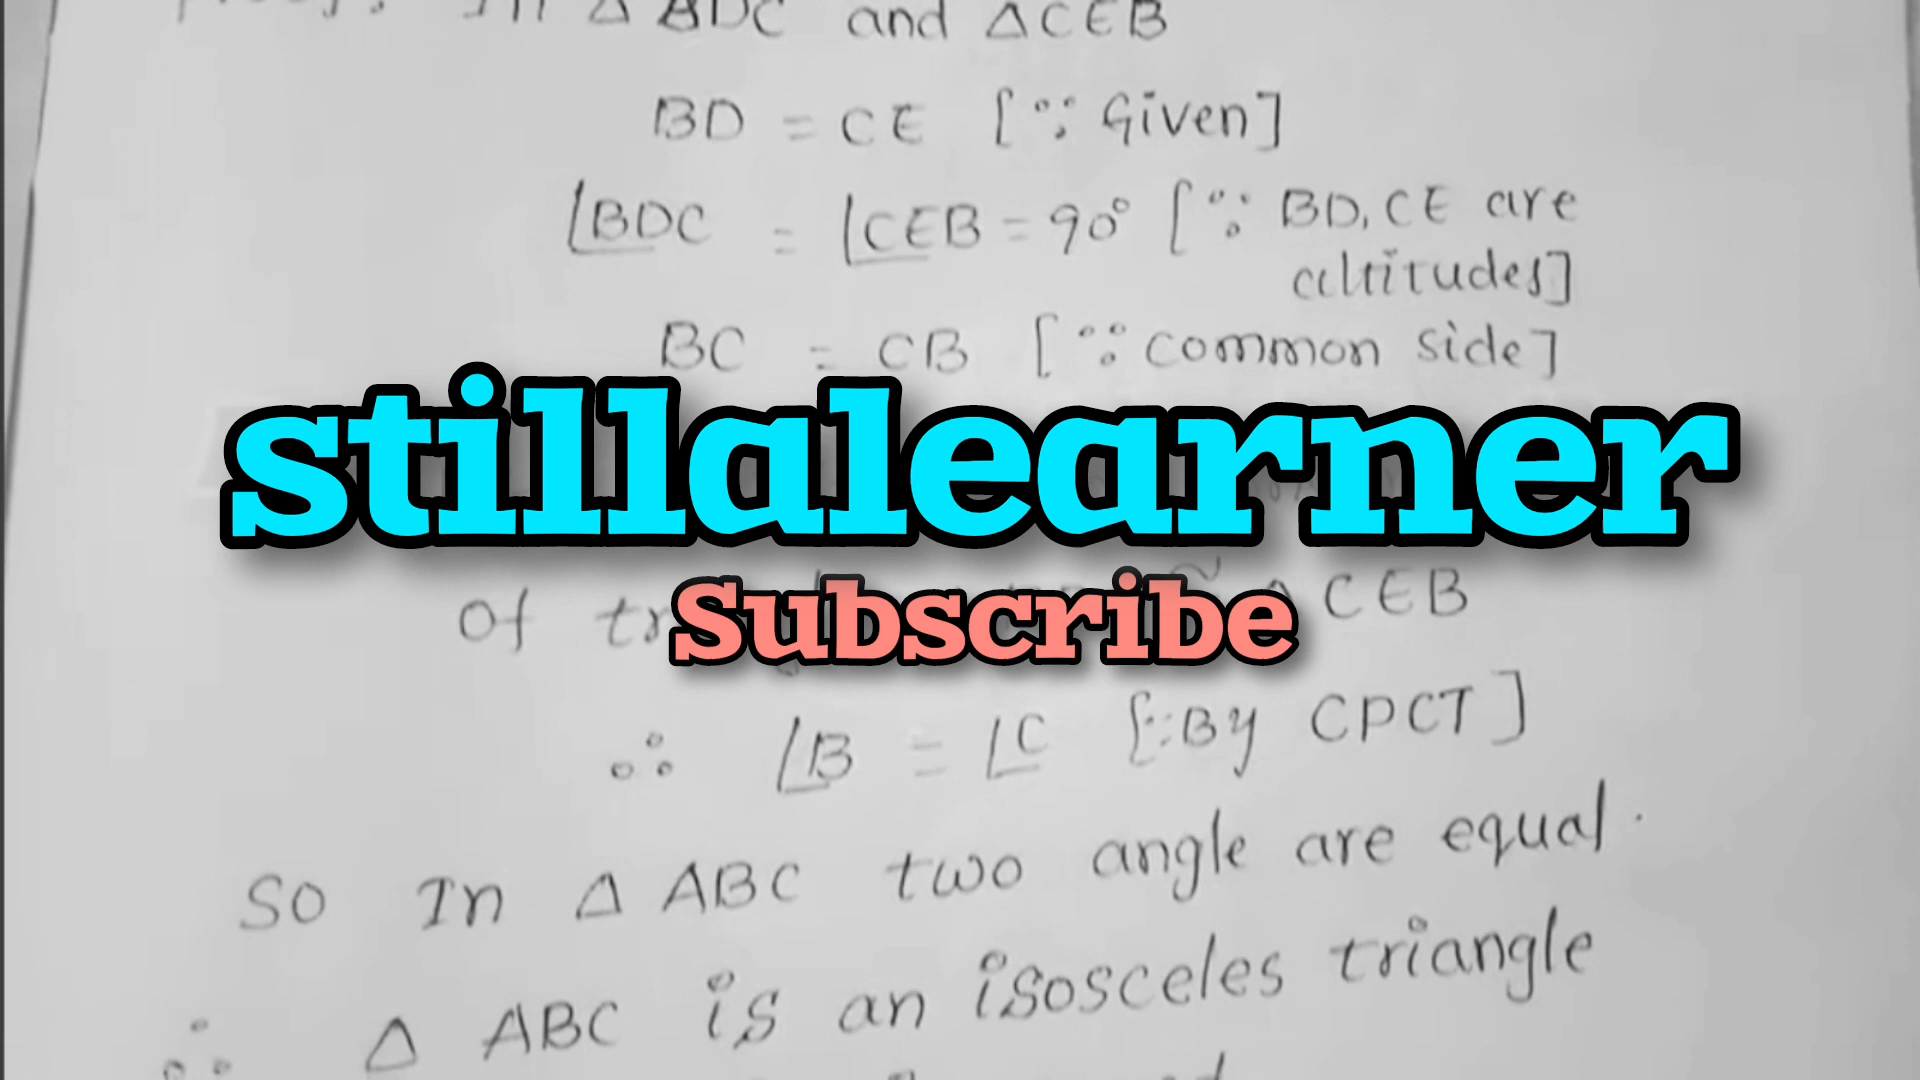 In △ BDC and △CEB
BD = CE [∵ Given]
∠BDC = ∠CEB = 90° [∵ BD, CE are
altitudes]
BC = CB [∵ common side]
stillalearner
of △CEB
Subscribe
∴ ∠B = ∠C [∵ By CPCT]
So In △ ABC two angle are equal.
∴ △ ABC is an isosceles triangle